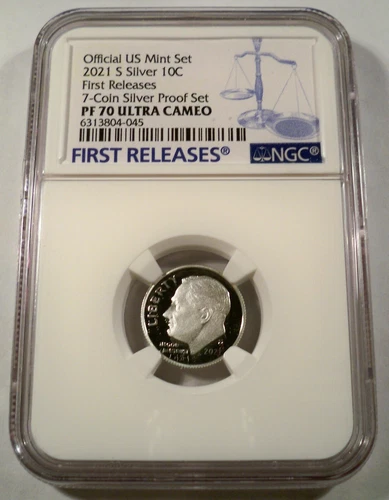 Official US Mint Set
2021 S Silver 10C
First Releases
7-Coin Silver Proof Set
PF 70 ULTRA CAMEO
6313804-045
FIRST RELEASES®
NGC®
LIBERTY